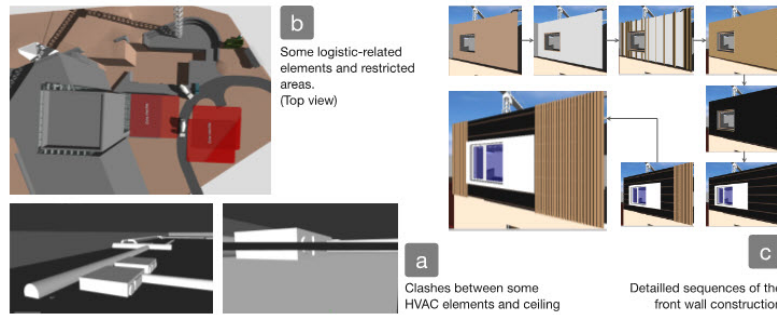 b
Some logistic-related
elements and restricted
areas.
(Top view)
a
Clashes between some
HVAC elements and ceiling
c
Detailled sequences of the
front wall construction